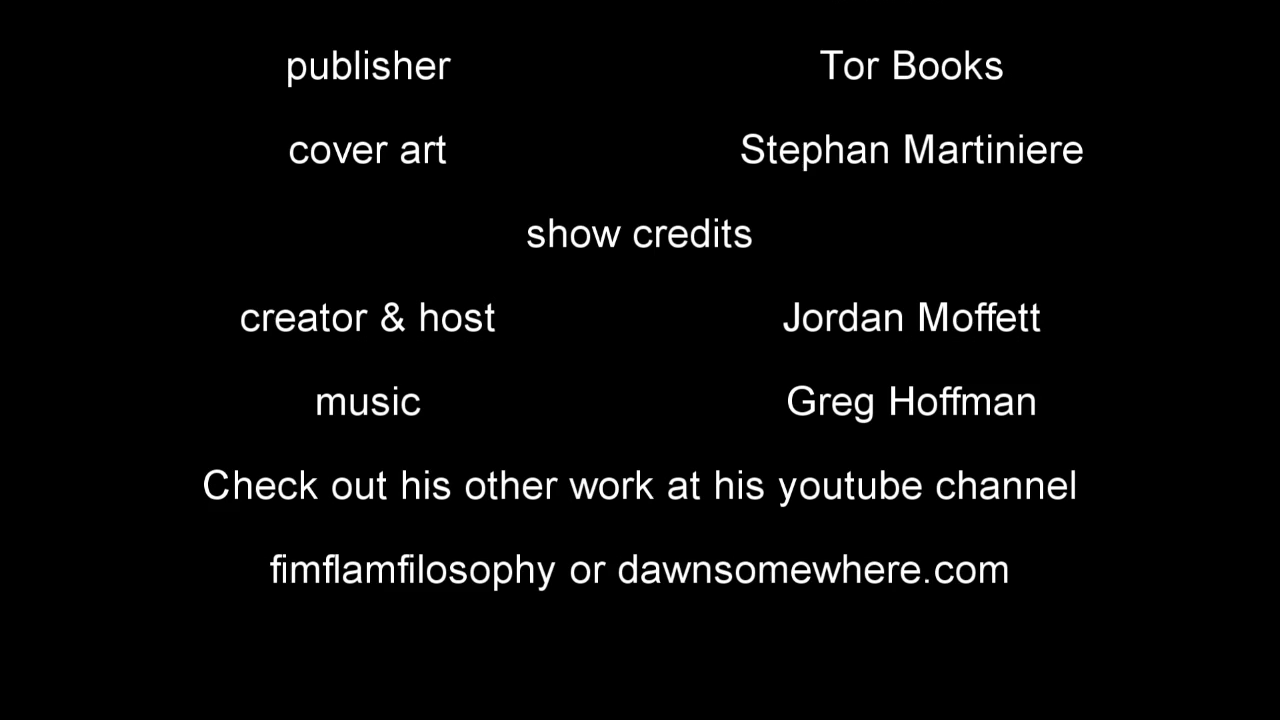 publisher Tor Books
cover art Stephan Martiniere
show credits
creator & host Jordan Moffett
music Greg Hoffman
Check out his other work at his youtube channel
fimflamfilosophy or dawnsomewhere.com